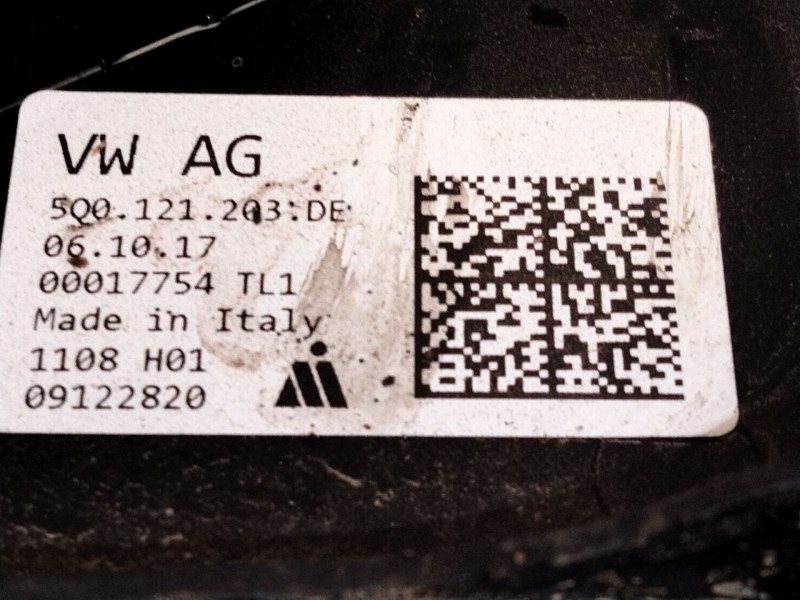 VW AG
5Q0.121.203.DE
06.10.17
00017754 TL1
Made in Italy
1108 H01
09122820